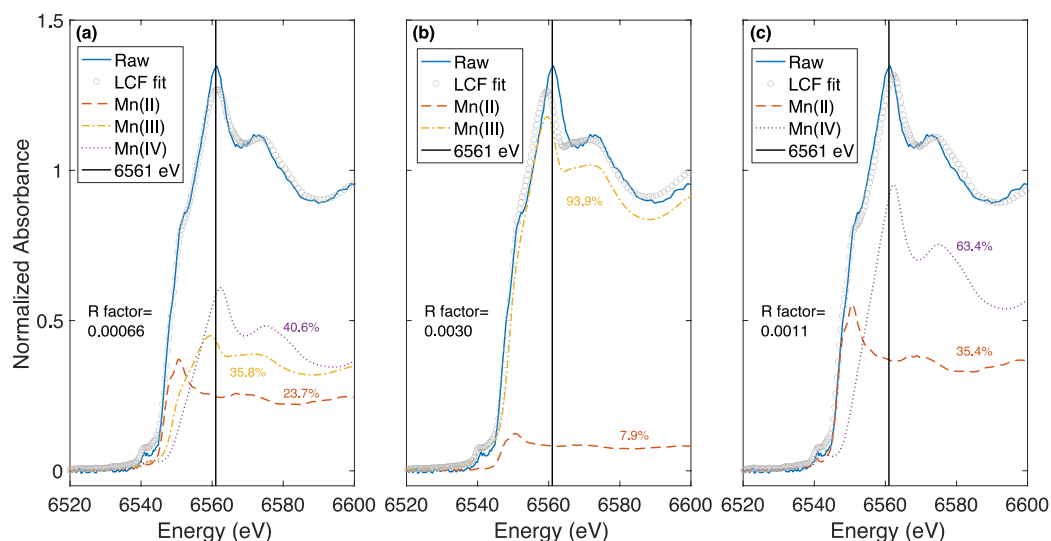 Normalized Absorbance
1.5
1
0.5
0
(a)
Raw
LCF fit
Mn(II)
Mn(III)
Mn(IV)
6561 eV
R factor=
0.00066
40.6%
35.8%
23.7%
6520 6540 6560 6580 6600
Energy (eV)
(b)
Raw
LCF fit
Mn(II)
Mn(III)
6561 eV
93.9%
R factor=
0.0030
7.9%
6520 6540 6560 6580 6600
Energy (eV)
(c)
Raw
LCF fit
Mn(II)
Mn(IV)
6561 eV
63.4%
R factor=
0.0011
35.4%
6520 6540 6560 6580 6600
Energy (eV)